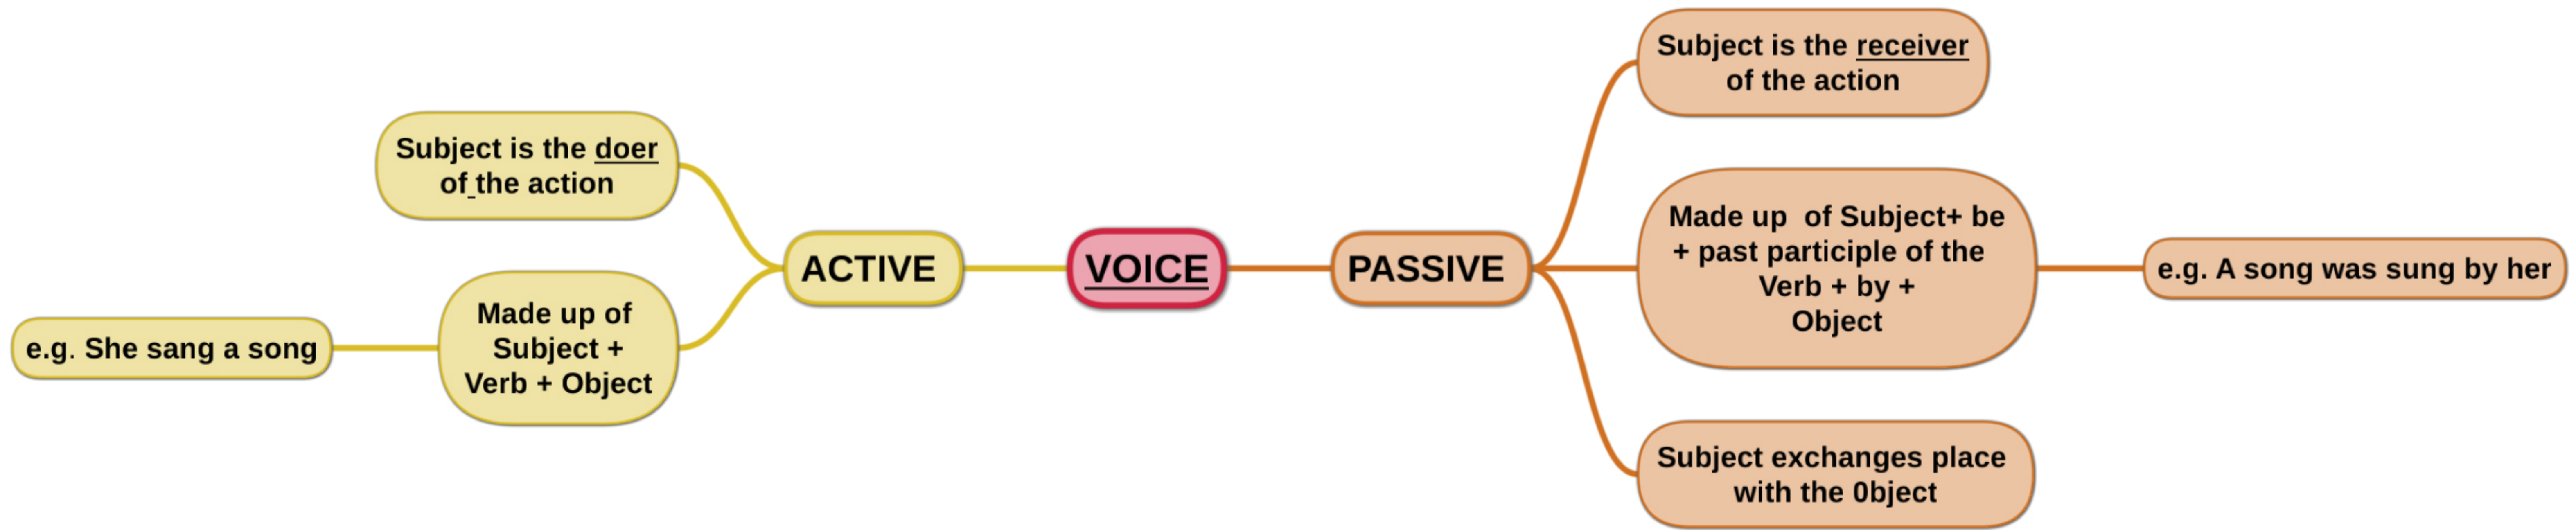 Subject is the doer
of the action
Made up of
Subject +
Verb + Object
e.g. She sang a song
ACTIVE
VOICE
PASSIVE
Subject is the receiver
of the action
Made up  of Subject+ be
+ past participle of the
Verb + by +
Object
e.g. A song was sung by her
Subject exchanges place
with the 0bject